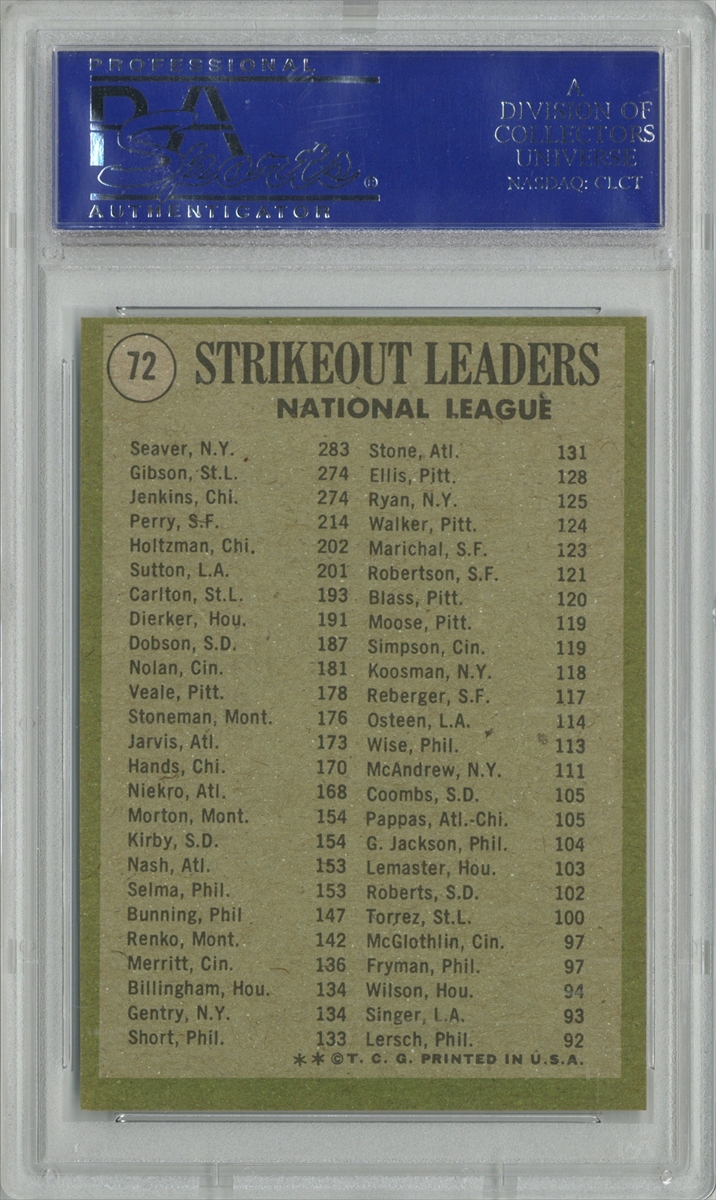 PROFESSIONAL
PSA
Sports®
AUTHENTICATOR
A
DIVISION OF
COLLECTORS
UNIVERSE
NASDAQ: CLCT
72 STRIKEOUT LEADERS
NATIONAL LEAGUE
Seaver, N.Y. 283
Gibson, St.L. 274
Jenkins, Chi. 274
Perry, S.F. 214
Holtzman, Chi. 202
Sutton, L.A. 201
Carlton, St.L. 193
Dierker, Hou. 191
Dobson, S.D. 187
Nolan, Cin. 181
Veale, Pitt. 178
Stoneman, Mont. 176
Jarvis, Atl. 173
Hands, Chi. 170
Niekro, Atl. 168
Morton, Mont. 154
Kirby, S.D. 154
Nash, Atl. 153
Selma, Phil. 153
Bunning, Phil 147
Renko, Mont. 142
Merritt, Cin. 136
Billingham, Hou. 134
Gentry, N.Y. 134
Short, Phil. 133
Stone, Atl. 131
Ellis, Pitt. 128
Ryan, N.Y. 125
Walker, Pitt. 124
Marichal, S.F. 123
Robertson, S.F. 121
Blass, Pitt. 120
Moose, Pitt. 119
Simpson, Cin. 119
Koosman, N.Y. 118
Reberger, S.F. 117
Osteen, L.A. 114
Wise, Phil. 113
McAndrew, N.Y. 111
Coombs, S.D. 105
Pappas, Atl.-Chi. 105
G. Jackson, Phil. 104
Lemaster, Hou. 103
Roberts, S.D. 102
Torrez, St.L. 100
McGlothlin, Cin. 97
Fryman, Phil. 97
Wilson, Hou. 94
Singer, L.A. 93
Lersch, Phil. 92
**©T. C. G. PRINTED IN U.S.A.